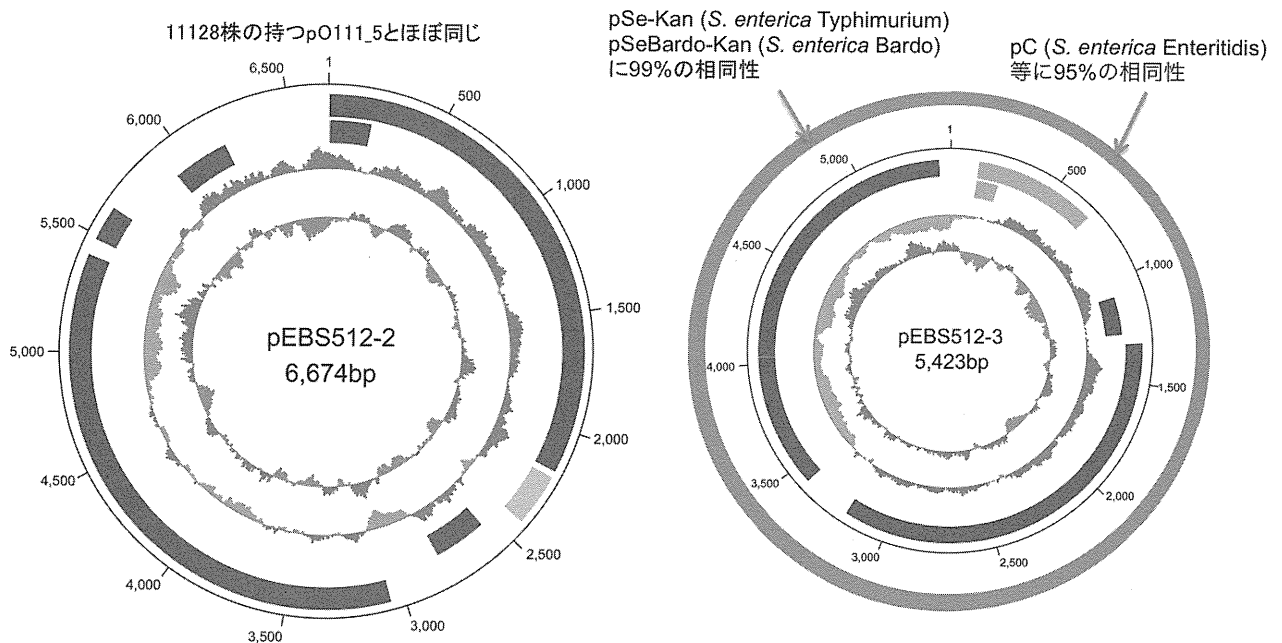 11128株の持つpO111_5とほぼ同じ
1
500
1,000
1,500
2,000
2,500
3,000
3,500
4,000
4,500
5,000
5,500
6,000
6,500
pEBS512-2
6,674bp
pSe-Kan (S. enterica Typhimurium)
pSeBardo-Kan (S. enterica Bardo)
に99%の相同性
pC (S. enterica Enteritidis)
等に95%の相同性
1
500
1,000
1,500
2,000
2,500
3,000
3,500
4,000
4,500
5,000
pEBS512-3
5,423bp